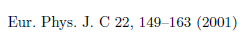 Eur. Phys. J. C 22, 149–163 (2001)